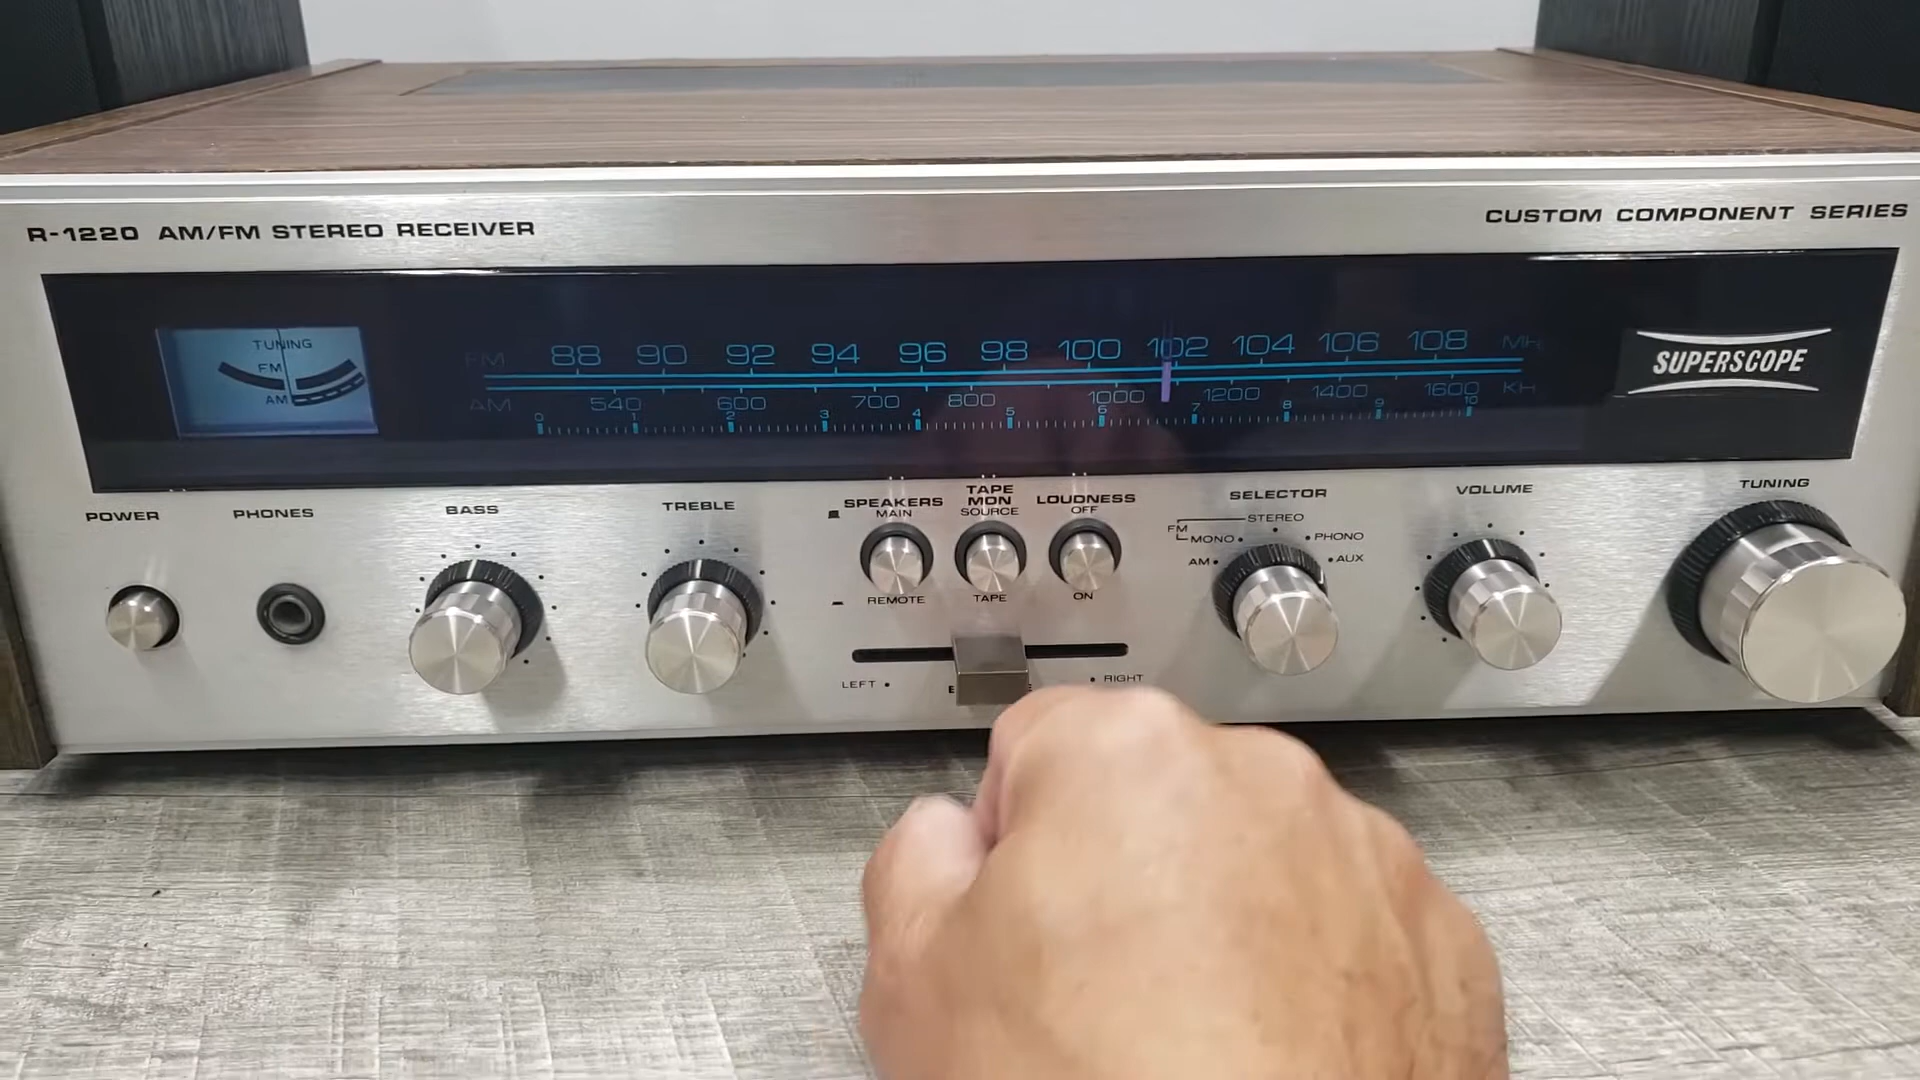 R-1220 AM/FM STEREO RECEIVER
CUSTOM COMPONENT SERIES
TUNING
FM
AM
FM 88 90 92 94 96 98 100 102 104 106 108
AM 540 600 700 800 1000 1200 1400 1600
0 1 2 3 4 5 6 7 8 9 10
SUPERSCOPE
POWER
PHONES
BASS
TREBLE
SPEAKERS
MAIN
REMOTE
TAPE
MON
SOURCE
TAPE
LOUDNESS
OFF
ON
LEFT
RIGHT
SELECTOR
FM
STEREO
MONO
PHONO
AM
AUX
VOLUME
TUNING